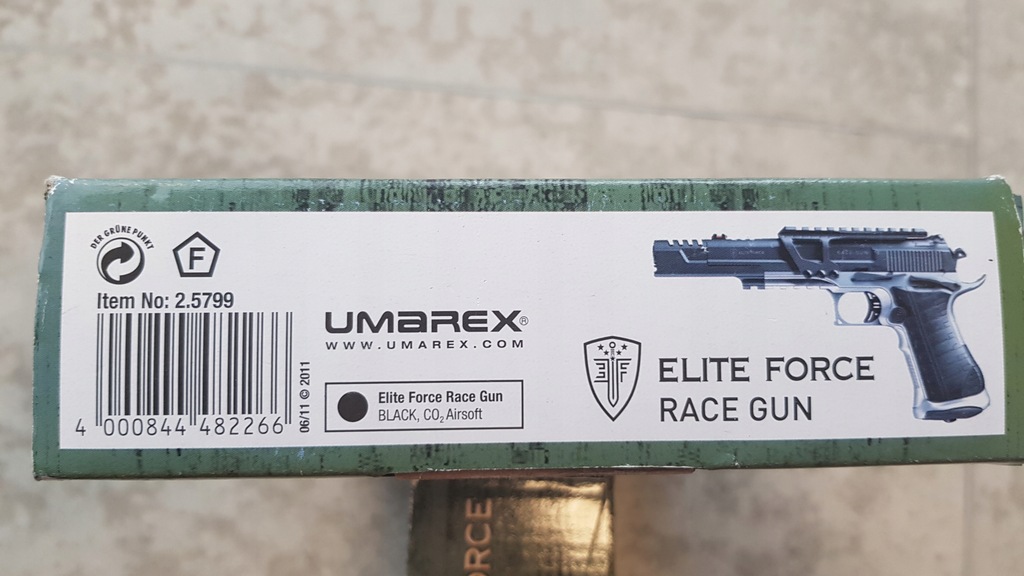 DER GRÜNE PUNKT
F
Item No: 2.5799
4 000844 482266
06/11 © 2011
UMAREX®
WWW.UMAREX.COM
Elite Force Race Gun
BLACK, CO₂ Airsoft
EF
ELITE FORCE
RACE GUN
ORCE